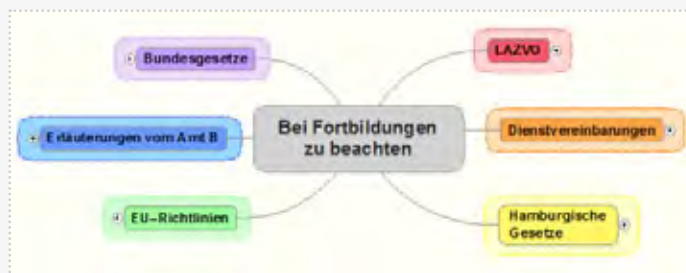 Bundesgesetze
LAZVO
Erläuterungen vom Amt B
Bei Fortbildungen
zu beachten
Dienstvereinbarungen
EU-Richtlinien
Hamburgische
Gesetze